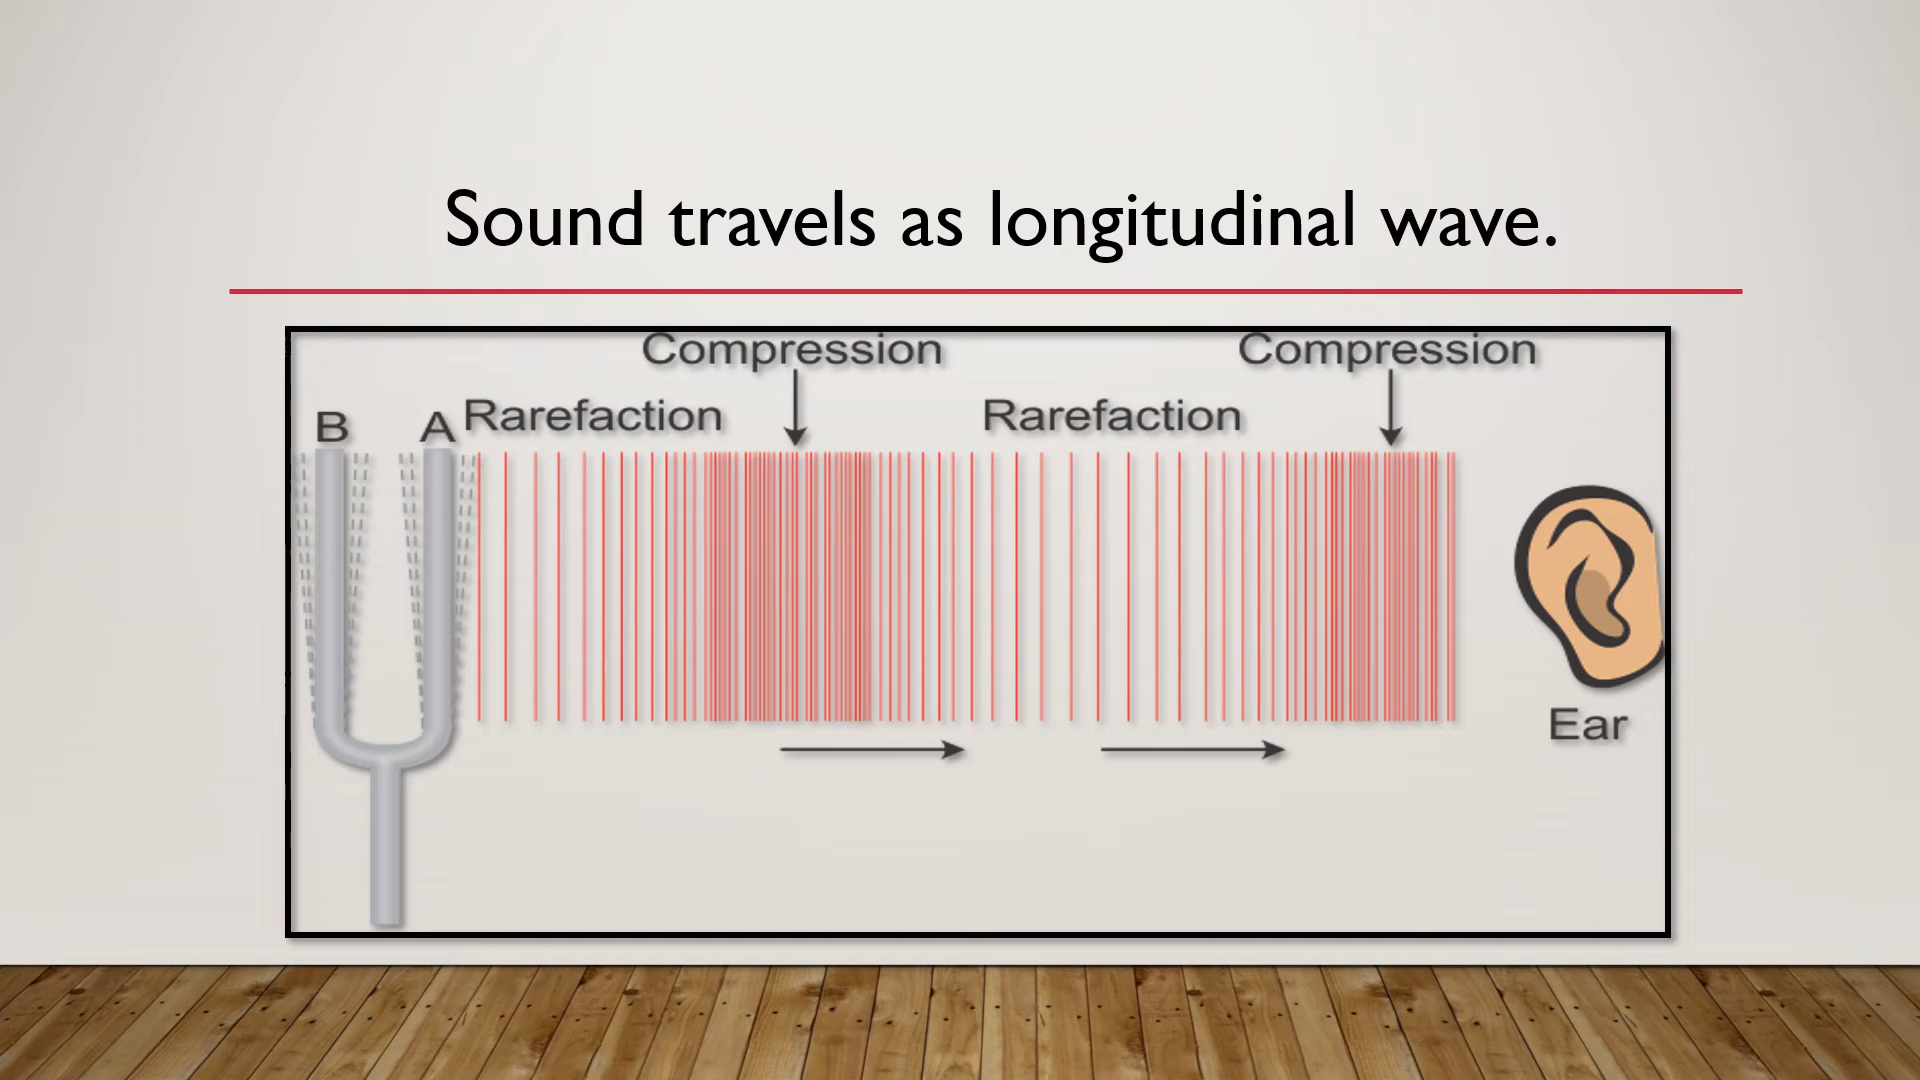 Sound travels as longitudinal wave.
Compression
Compression
B
A
Rarefaction
Rarefaction
Ear